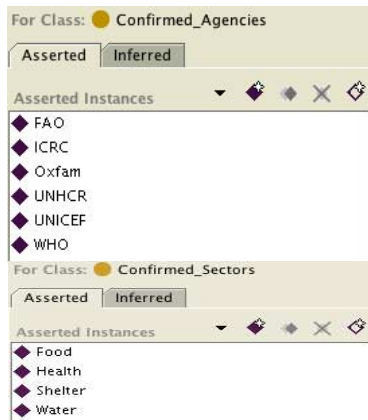 For Class: Confirmed_Agencies
Asserted Inferred
Asserted Instances
FAO
ICRC
Oxfam
UNHCR
UNICEF
WHO
For Class: Confirmed_Sectors
Asserted Inferred
Asserted Instances
Food
Health
Shelter
Water